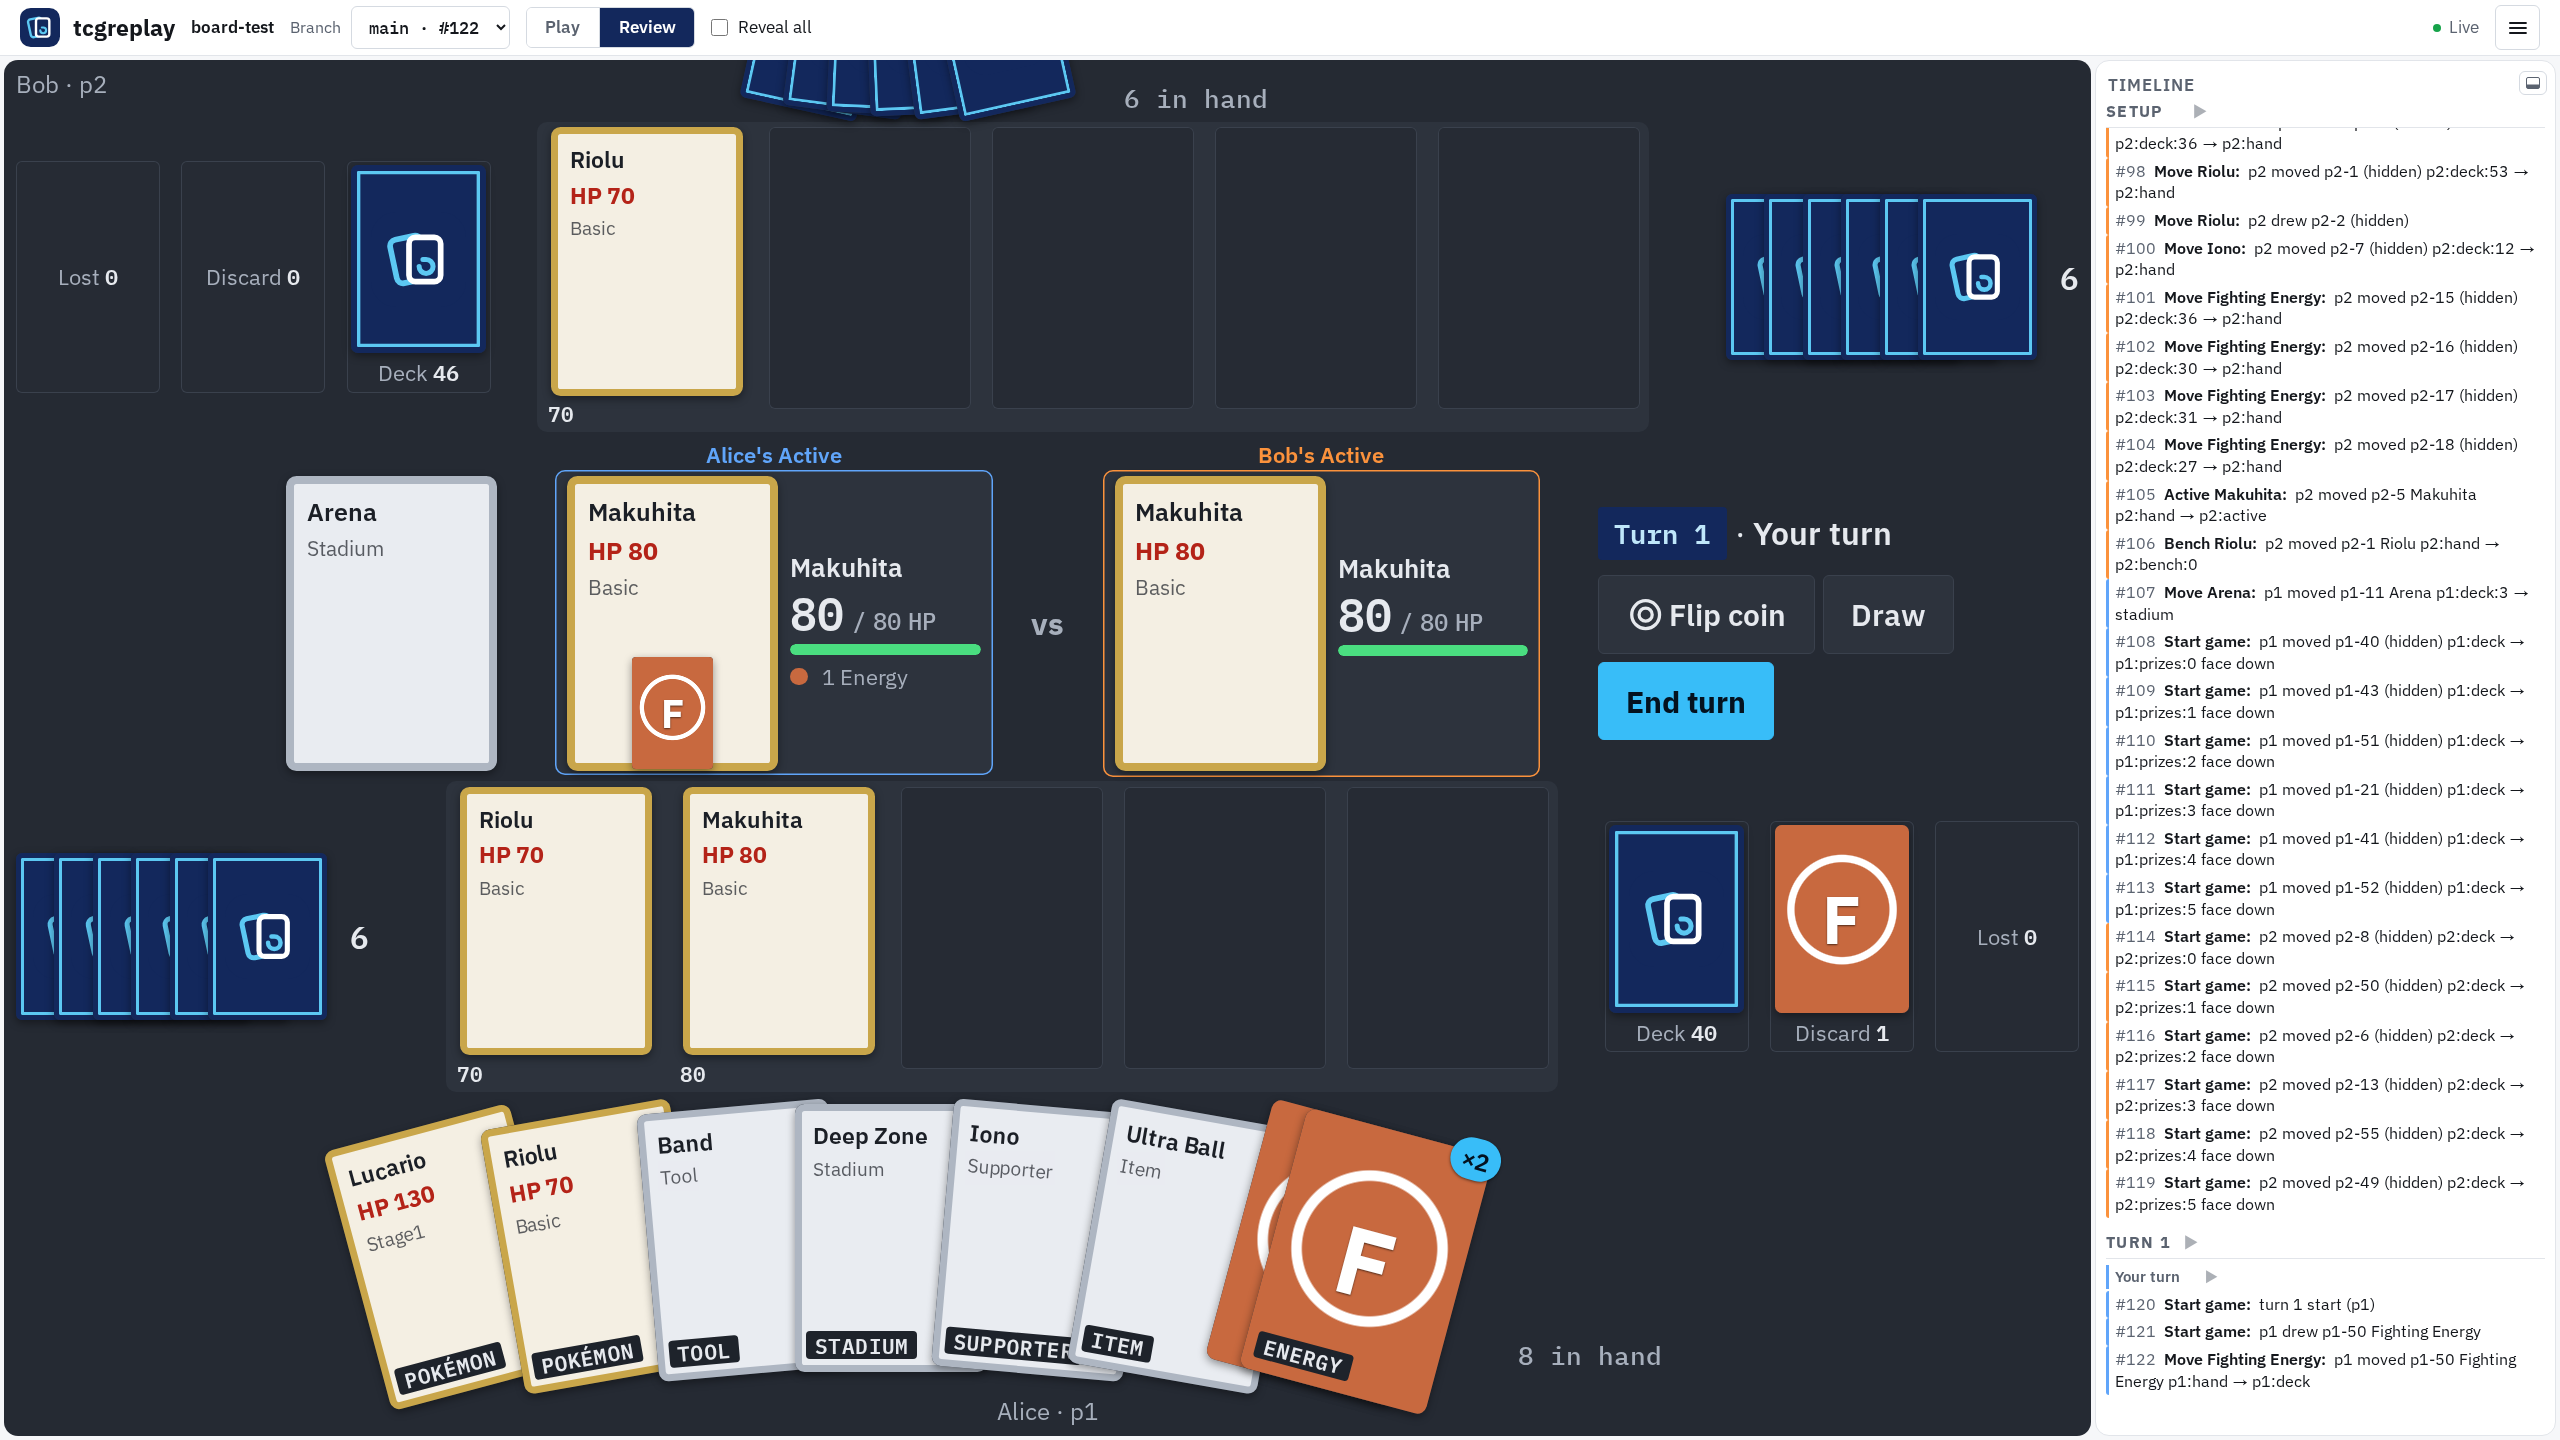 tcgreplay board-test Branch main · #122 Play Review Reveal all Live
Bob · p2
6 in hand
Lost 0
Discard 0
Deck 46
Riolu
HP 70
Basic
70
6
Alice's Active
Bob's Active
Arena
Stadium
Makuhita
HP 80
Basic
F
Makuhita
80 / 80 HP
1 Energy
vs
Makuhita
HP 80
Basic
Makuhita
80 / 80 HP
Turn 1 · Your turn
Flip coin
Draw
End turn
6
Riolu
HP 70
Basic
70
Makuhita
HP 80
Basic
80
Deck 40
F
Discard 1
Lost 0
Lucario
HP 130
Stage1
POKÉMON
Riolu
HP 70
Basic
POKÉMON
Band
Tool
TOOL
Deep Zone
Stadium
STADIUM
Iono
Supporter
SUPPORTER
Ultra Ball
Item
ITEM
F
ENERGY
×2
8 in hand
Alice · p1
TIMELINE
SETUP
p2:deck:36 → p2:hand
#98 Move Riolu: p2 moved p2-1 (hidden) p2:deck:53 →
p2:hand
#99 Move Riolu: p2 drew p2-2 (hidden)
#100 Move Iono: p2 moved p2-7 (hidden) p2:deck:12 →
p2:hand
#101 Move Fighting Energy: p2 moved p2-15 (hidden)
p2:deck:36 → p2:hand
#102 Move Fighting Energy: p2 moved p2-16 (hidden)
p2:deck:30 → p2:hand
#103 Move Fighting Energy: p2 moved p2-17 (hidden)
p2:deck:31 → p2:hand
#104 Move Fighting Energy: p2 moved p2-18 (hidden)
p2:deck:27 → p2:hand
#105 Active Makuhita: p2 moved p2-5 Makuhita
p2:hand → p2:active
#106 Bench Riolu: p2 moved p2-1 Riolu p2:hand →
p2:bench:0
#107 Move Arena: p1 moved p1-11 Arena p1:deck:3 →
stadium
#108 Start game: p1 moved p1-40 (hidden) p1:deck →
p1:prizes:0 face down
#109 Start game: p1 moved p1-43 (hidden) p1:deck →
p1:prizes:1 face down
#110 Start game: p1 moved p1-51 (hidden) p1:deck →
p1:prizes:2 face down
#111 Start game: p1 moved p1-21 (hidden) p1:deck →
p1:prizes:3 face down
#112 Start game: p1 moved p1-41 (hidden) p1:deck →
p1:prizes:4 face down
#113 Start game: p1 moved p1-52 (hidden) p1:deck →
p1:prizes:5 face down
#114 Start game: p2 moved p2-8 (hidden) p2:deck →
p2:prizes:0 face down
#115 Start game: p2 moved p2-50 (hidden) p2:deck →
p2:prizes:1 face down
#116 Start game: p2 moved p2-6 (hidden) p2:deck →
p2:prizes:2 face down
#117 Start game: p2 moved p2-13 (hidden) p2:deck →
p2:prizes:3 face down
#118 Start game: p2 moved p2-55 (hidden) p2:deck →
p2:prizes:4 face down
#119 Start game: p2 moved p2-49 (hidden) p2:deck →
p2:prizes:5 face down
TURN 1
Your turn
#120 Start game: turn 1 start (p1)
#121 Start game: p1 drew p1-50 Fighting Energy
#122 Move Fighting Energy: p1 moved p1-50 Fighting
Energy p1:hand → p1:deck